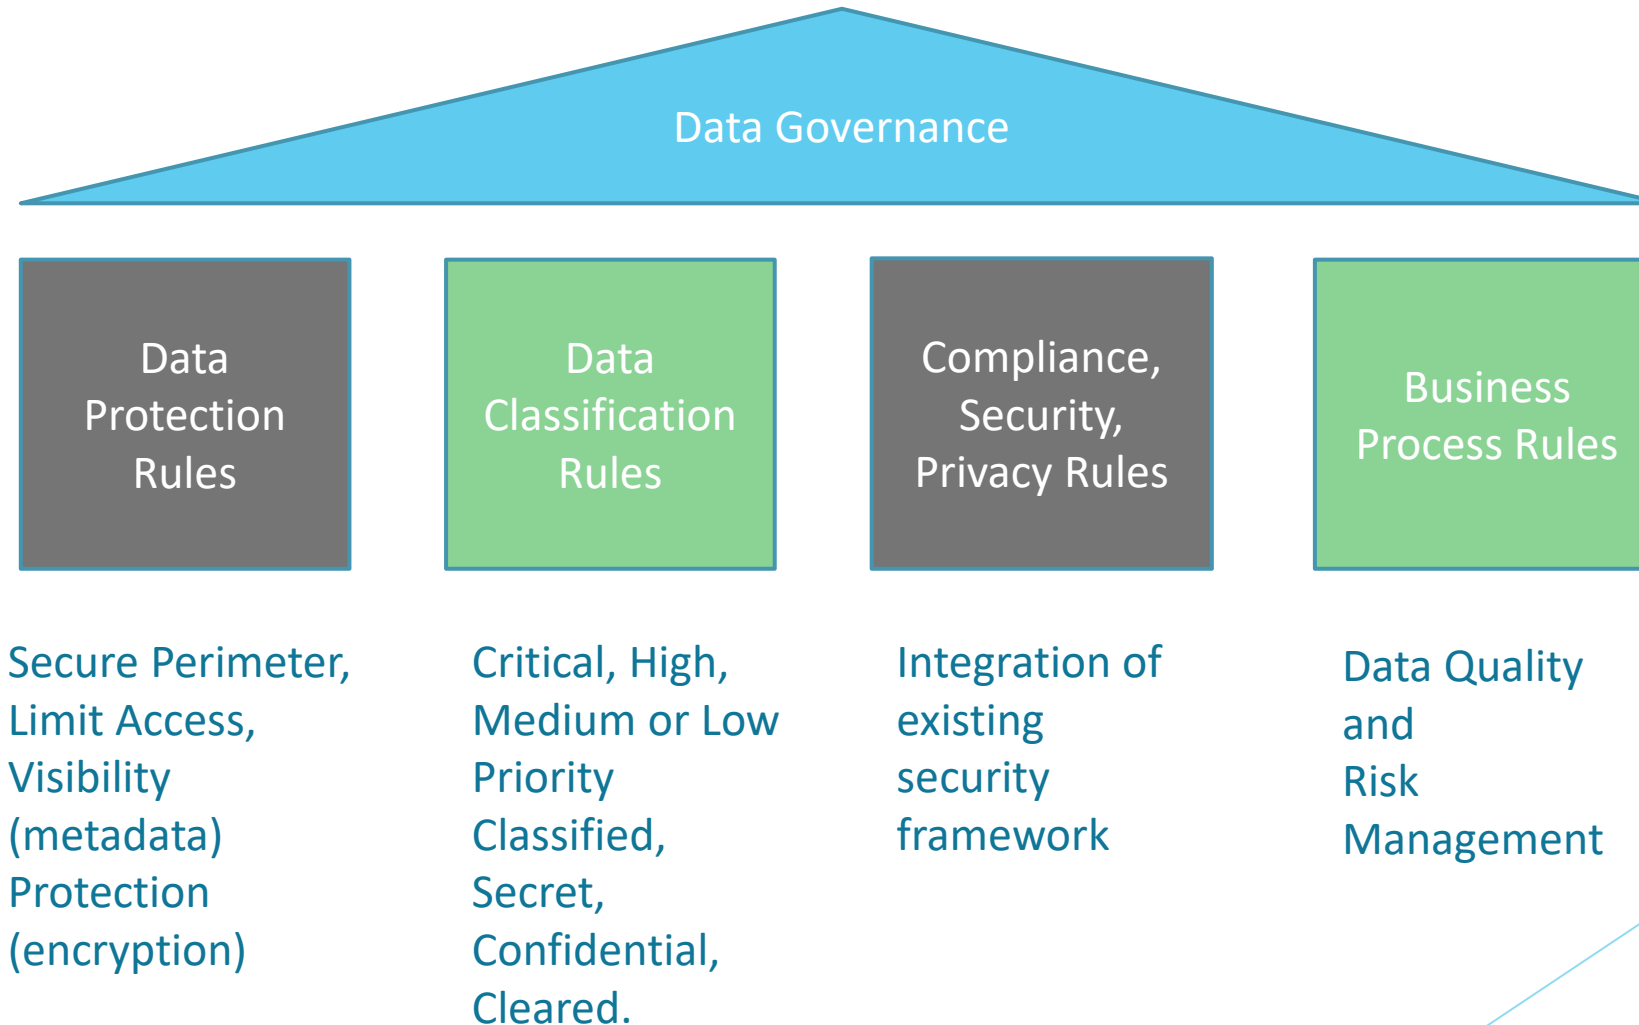 Data Governance
Data
Protection
Rules
Data
Classification
Rules
Compliance,
Security,
Privacy Rules
Business
Process Rules
Secure Perimeter,
Limit Access,
Visibility
(metadata)
Protection
(encryption)
Critical, High,
Medium or Low
Priority
Classified,
Secret,
Confidential,
Cleared.
Integration of
existing
security
framework
Data Quality
and
Risk
Management